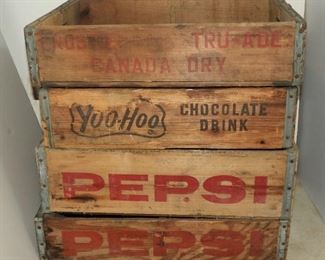 TRU-ADE
CANADA DRY
Yoo-Hoo CHOCOLATE
DRINK
PEPSI
PEPSI